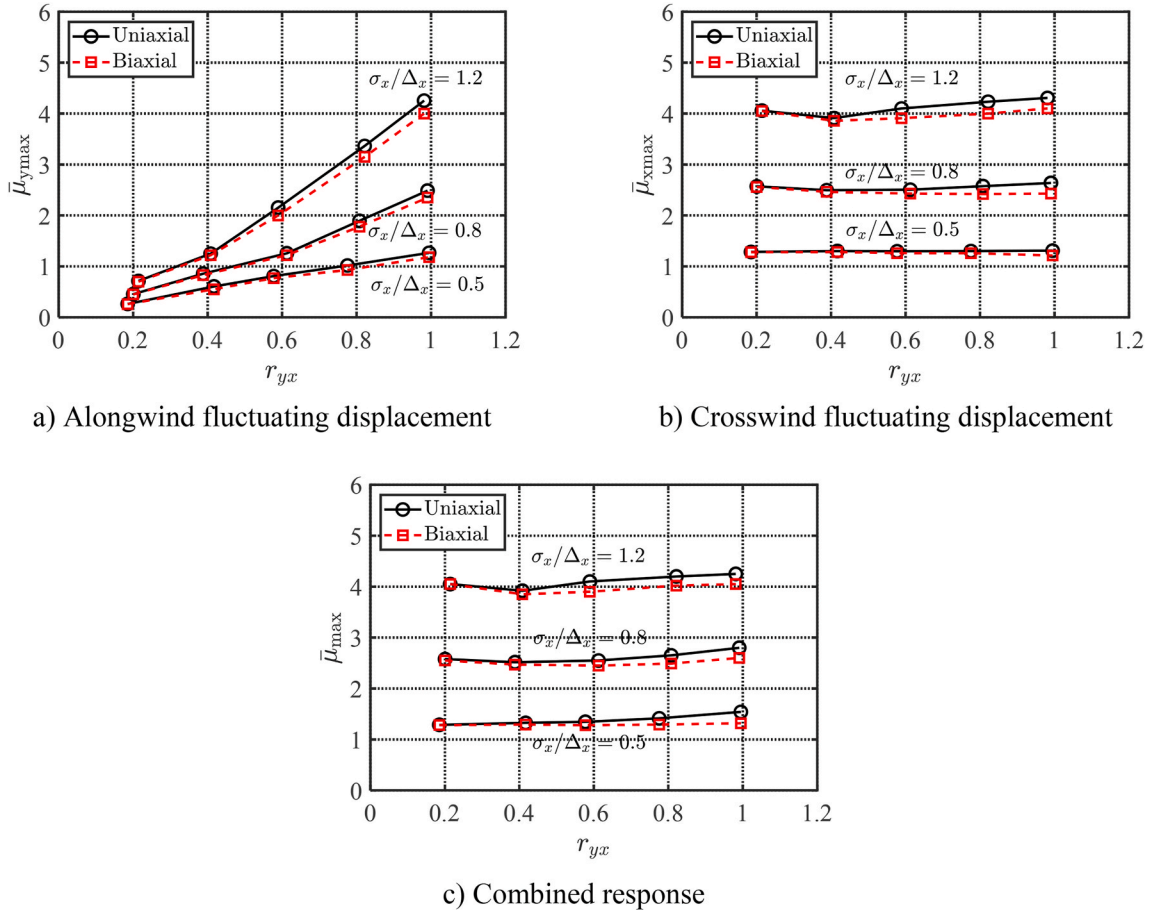 6
5
4
3
2
1
0
μ̄ymax
Uniaxial
Biaxial
σx/Δx = 1.2
σx/Δx = 0.8
σx/Δx = 0.5
0 0.2 0.4 0.6 0.8 1 1.2
ryx
a) Alongwind fluctuating displacement
6
5
4
3
2
1
0
μ̄xmax
Uniaxial
Biaxial
σx/Δx = 1.2
σx/Δx = 0.8
σx/Δx = 0.5
0 0.2 0.4 0.6 0.8 1 1.2
ryx
b) Crosswind fluctuating displacement
6
5
4
3
2
1
0
μ̄max
Uniaxial
Biaxial
σx/Δx = 1.2
σx/Δx = 0.8
σx/Δx = 0.5
0 0.2 0.4 0.6 0.8 1 1.2
ryx
c) Combined response